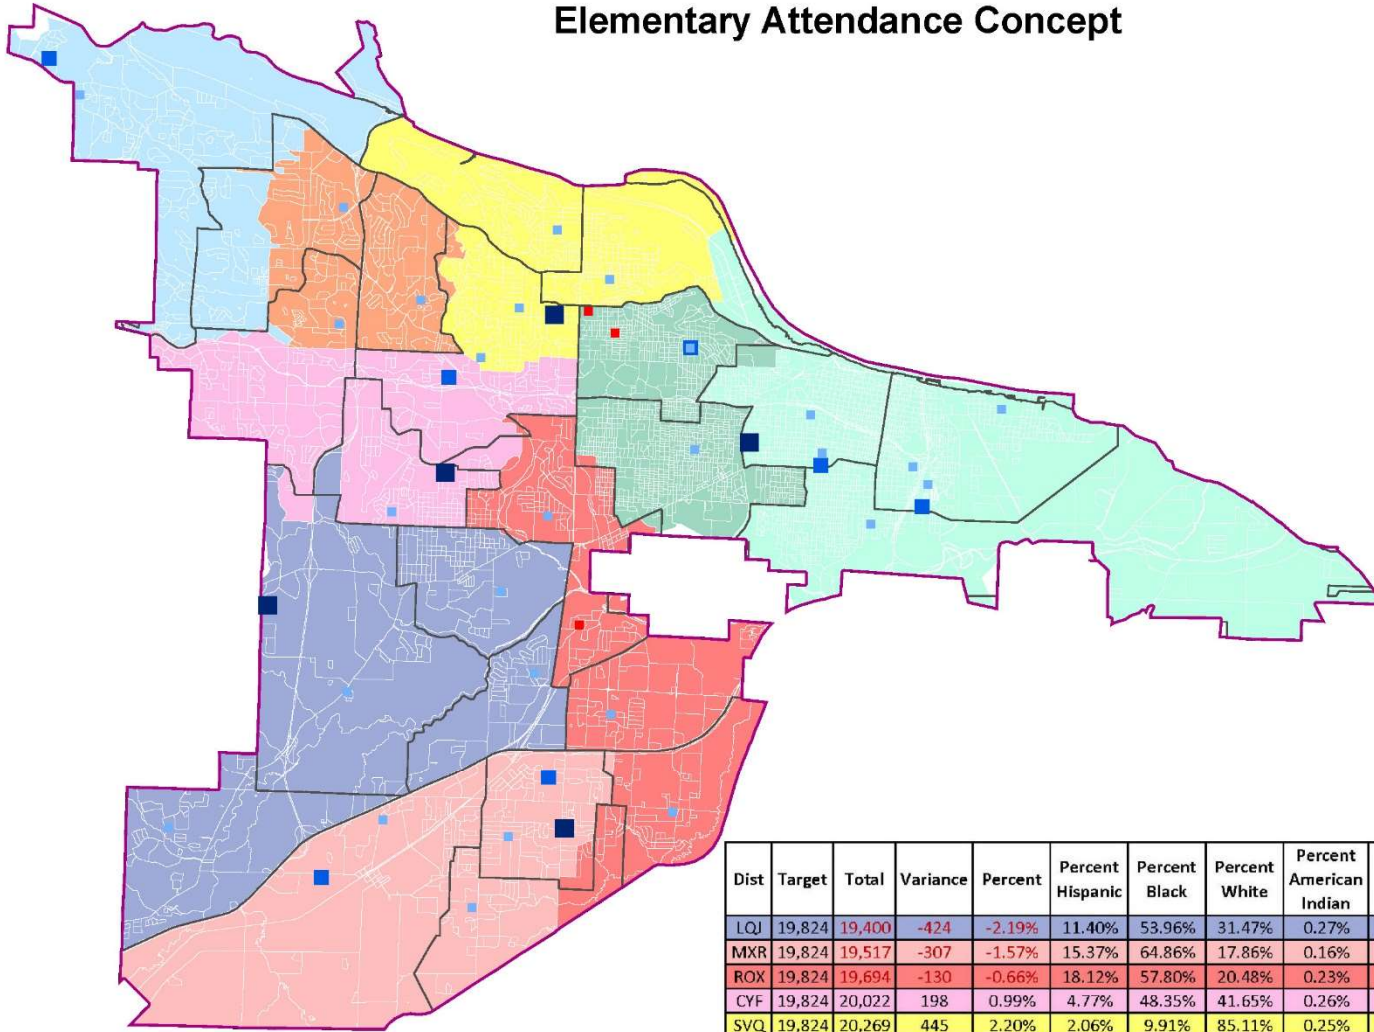 Elementary Attendance Concept
Dist Target Total Variance Percent Percent Hispanic Percent Black Percent White Percent American Indian
LQJ 19,824 19,400 -424 -2.19% 11.40% 53.96% 31.47% 0.27%
MXR 19,824 19,517 -307 -1.57% 15.37% 64.86% 17.86% 0.16%
ROX 19,824 19,694 -130 -0.66% 18.12% 57.80% 20.48% 0.23%
CYF 19,824 20,022 198 0.99% 4.77% 48.35% 41.65% 0.26%
SVQ 19,824 20,269 445 2.20% 2.06% 9.91% 85.11% 0.25%